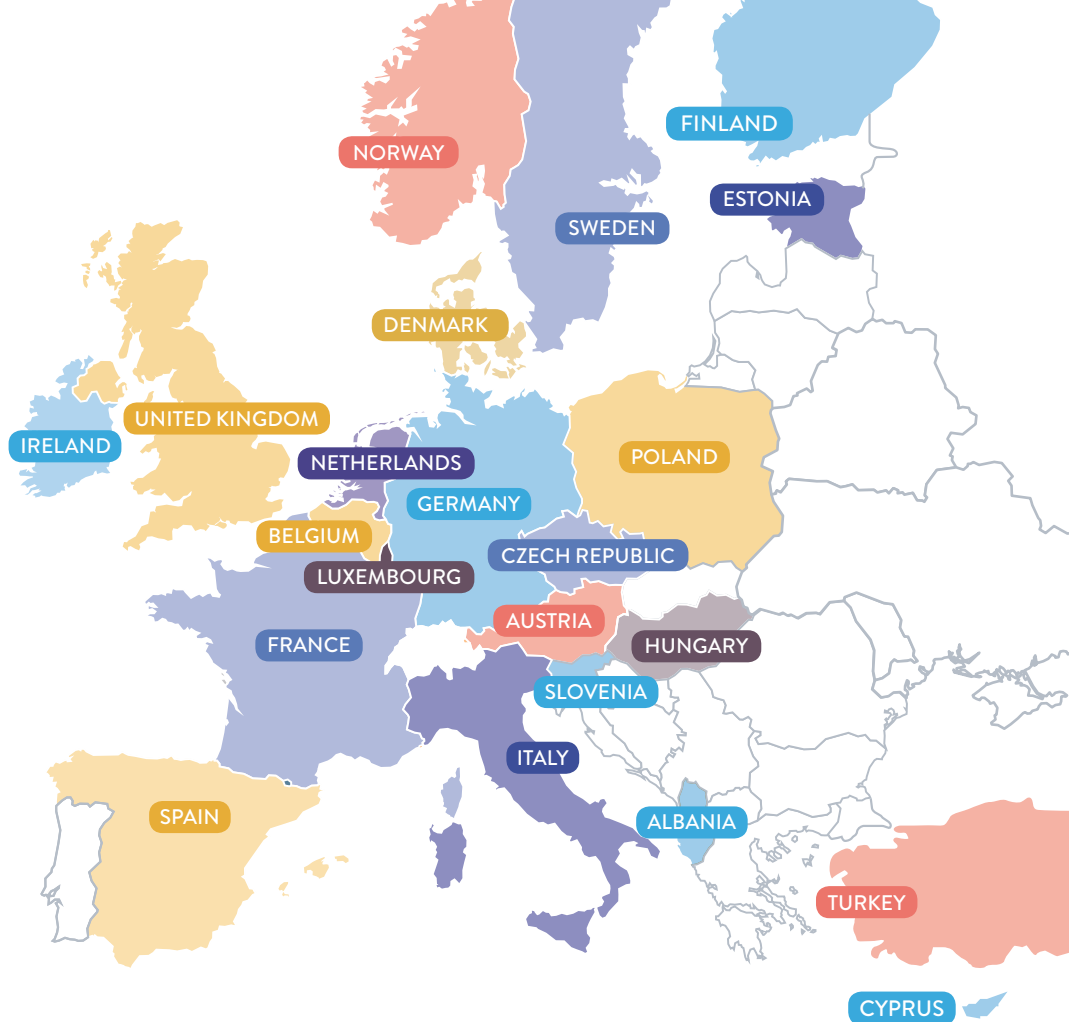 FINLAND
NORWAY
ESTONIA
SWEDEN
DENMARK
UNITED KINGDOM
IRELAND
POLAND
NETHERLANDS
GERMANY
BELGIUM
CZECH REPUBLIC
LUXEMBOURG
AUSTRIA
FRANCE
HUNGARY
SLOVENIA
ITALY
SPAIN
ALBANIA
TURKEY
CYPRUS